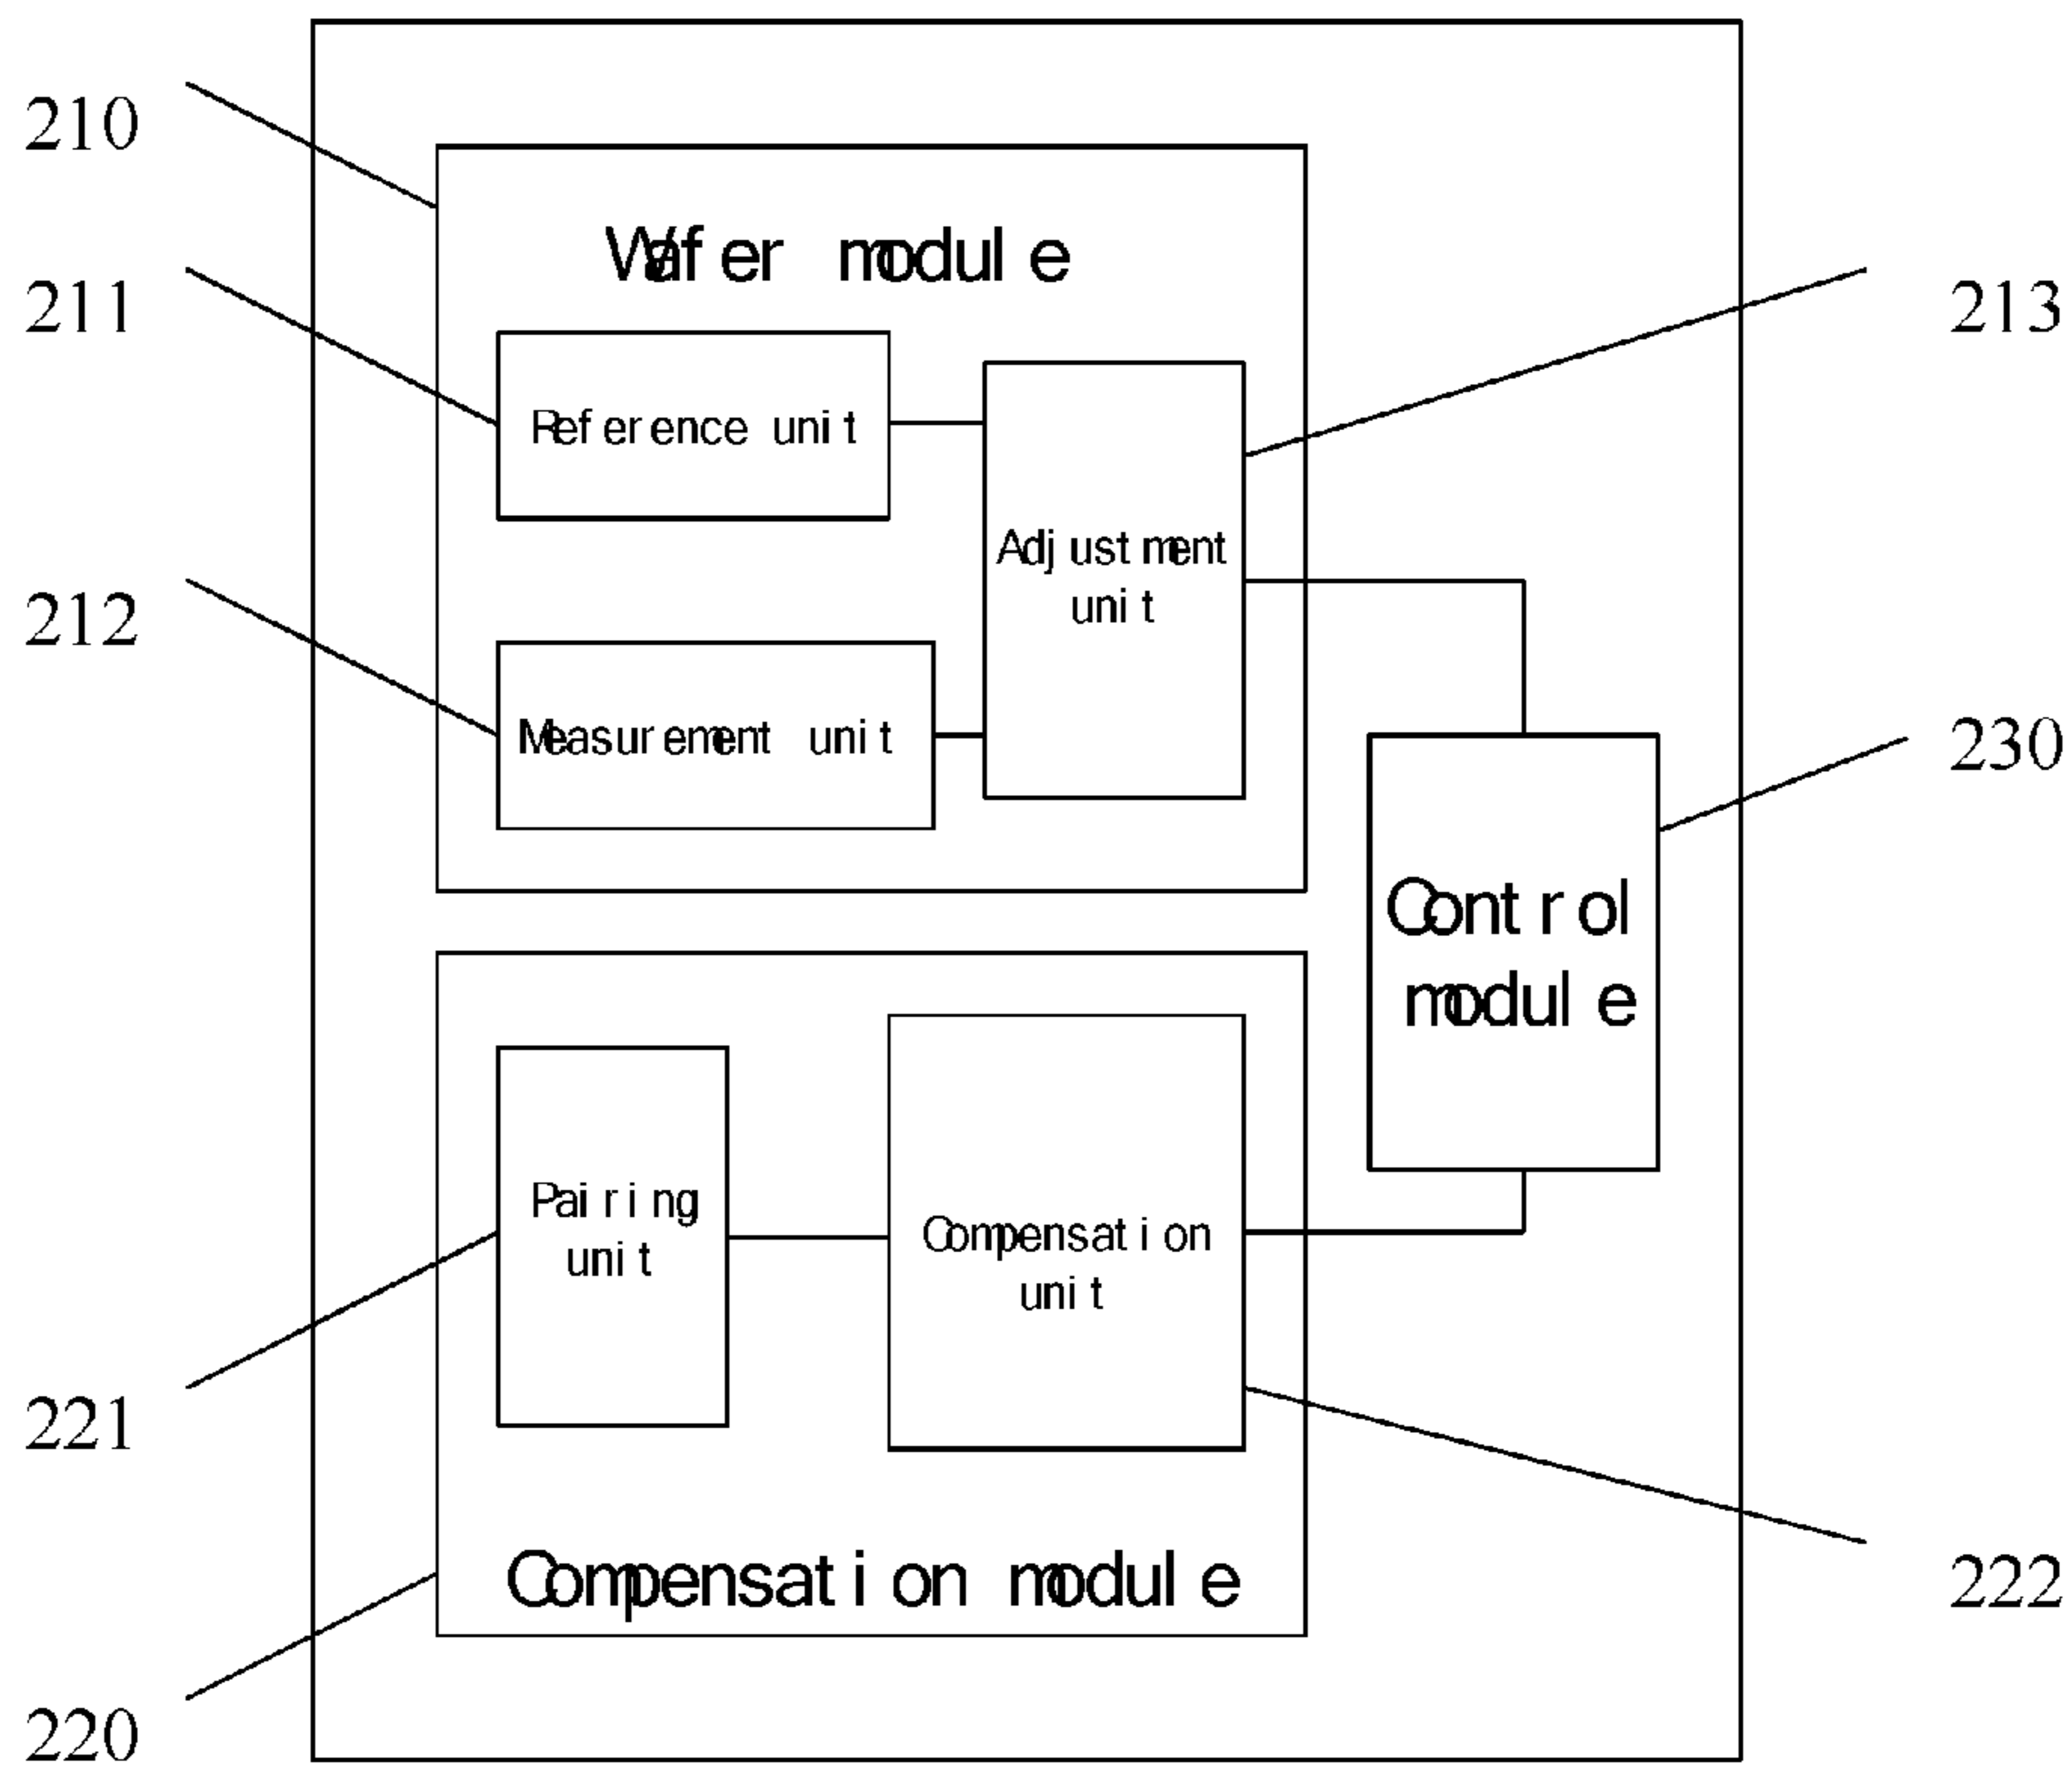 210
Wafer module
211
213
Reference unit
Adjustment
unit
212
Measurement unit
230
Control
module
Pairing
unit
Compensation
unit
221
Compensation module
222
220